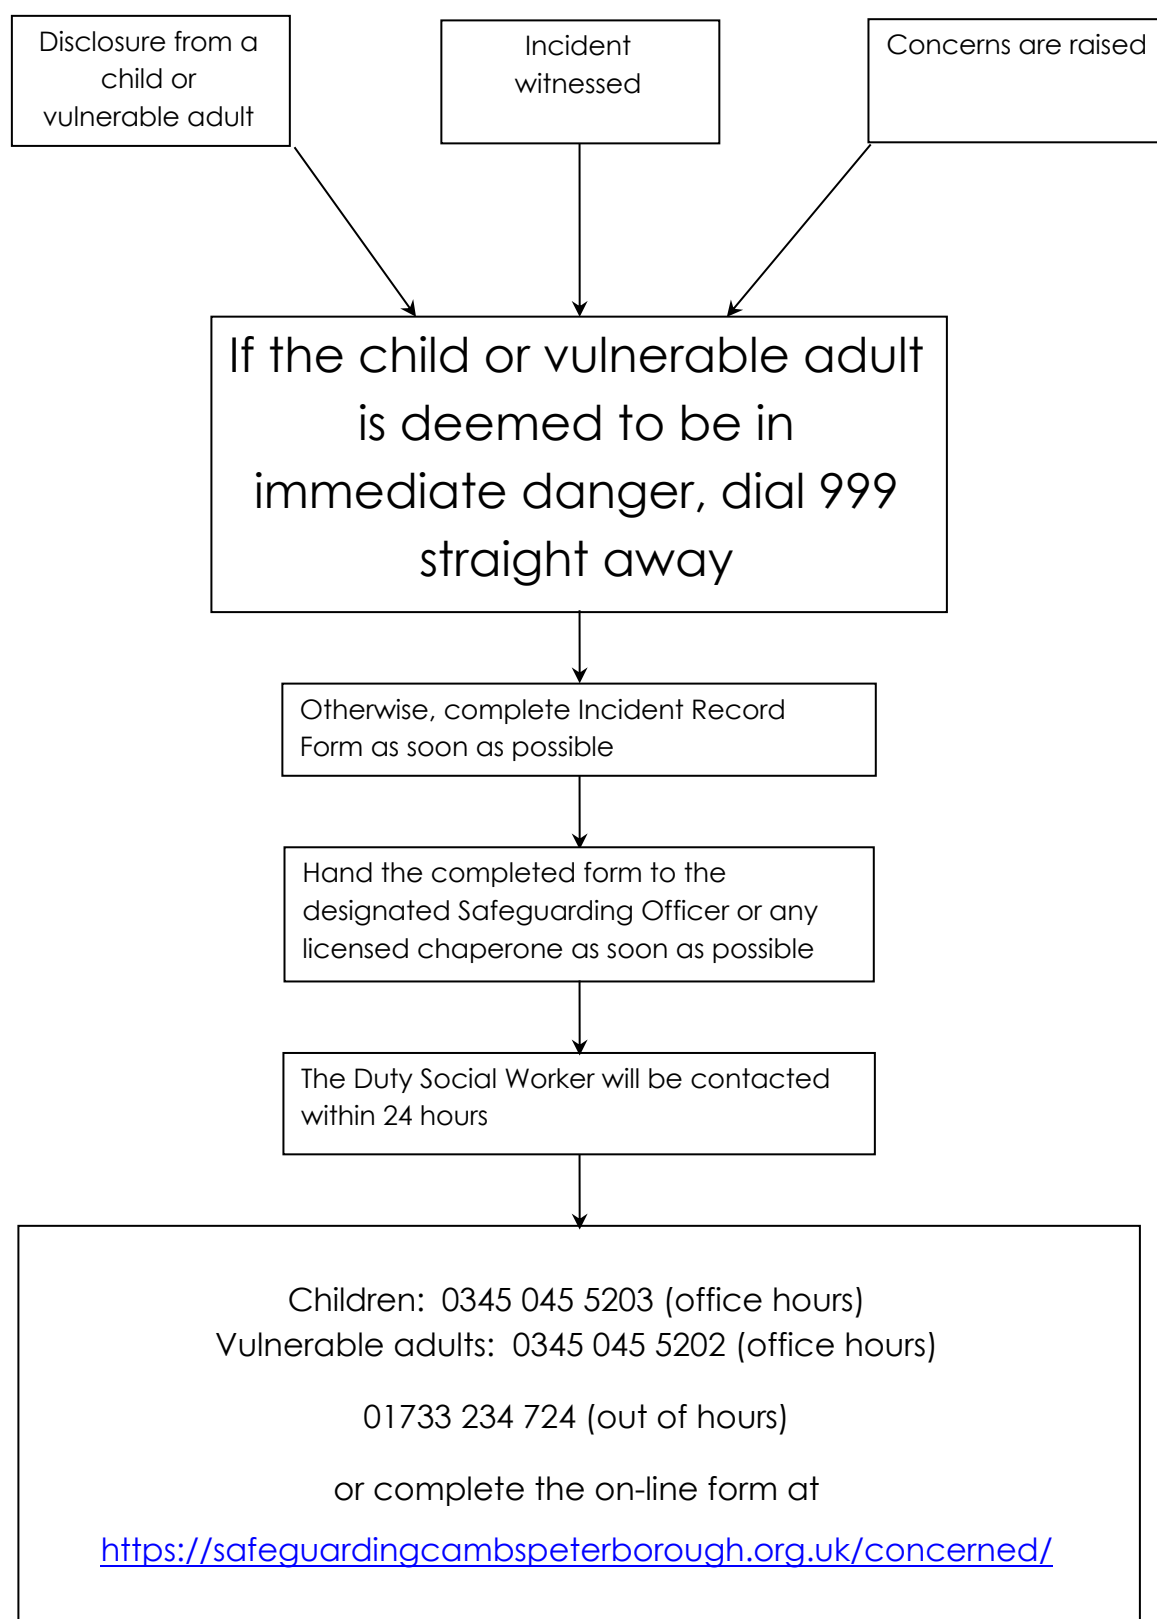 Disclosure from a
child or
vulnerable adult
Incident
witnessed
Concerns are raised
If the child or vulnerable adult
is deemed to be in
immediate danger, dial 999
straight away
Otherwise, complete Incident Record
Form as soon as possible
Hand the completed form to the
designated Safeguarding Officer or any
licensed chaperone as soon as possible
The Duty Social Worker will be contacted
within 24 hours
Children:  0345 045 5203 (office hours)
Vulnerable adults:  0345 045 5202 (office hours)
01733 234 724 (out of hours)
or complete the on-line form at
https://safeguardingcambspeterborough.org.uk/concerned/